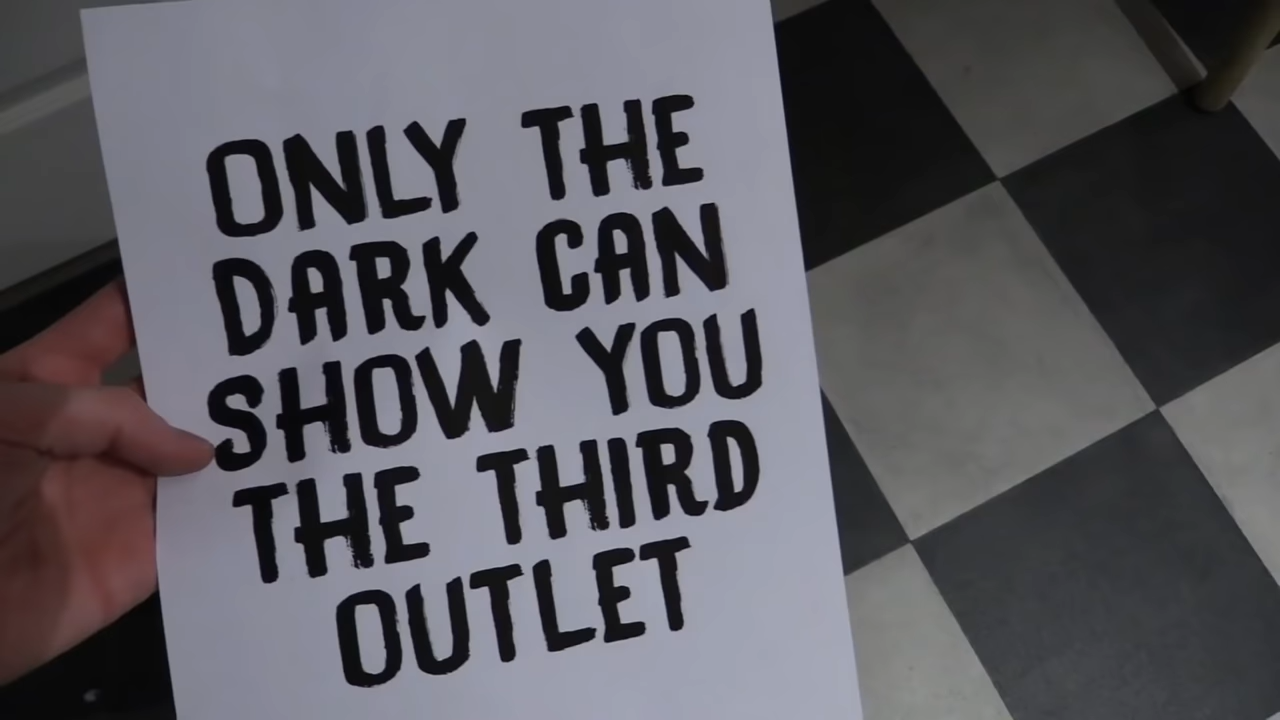 ONLY THE
DARK CAN
SHOW YOU
THE THIRD
OUTLET